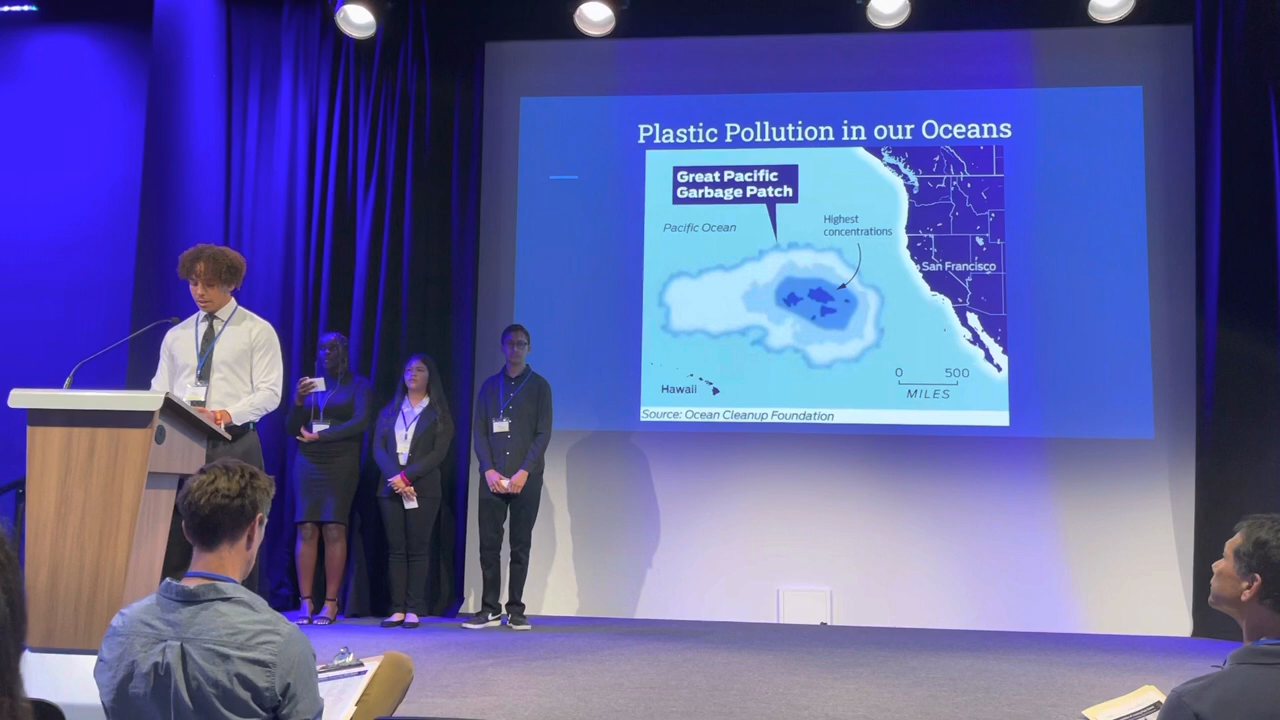 Plastic Pollution in our Oceans
Great Pacific
Garbage Patch
Pacific Ocean
Highest
concentrations
San Francisco
Hawaii
0 500
MILES
Source: Ocean Cleanup Foundation